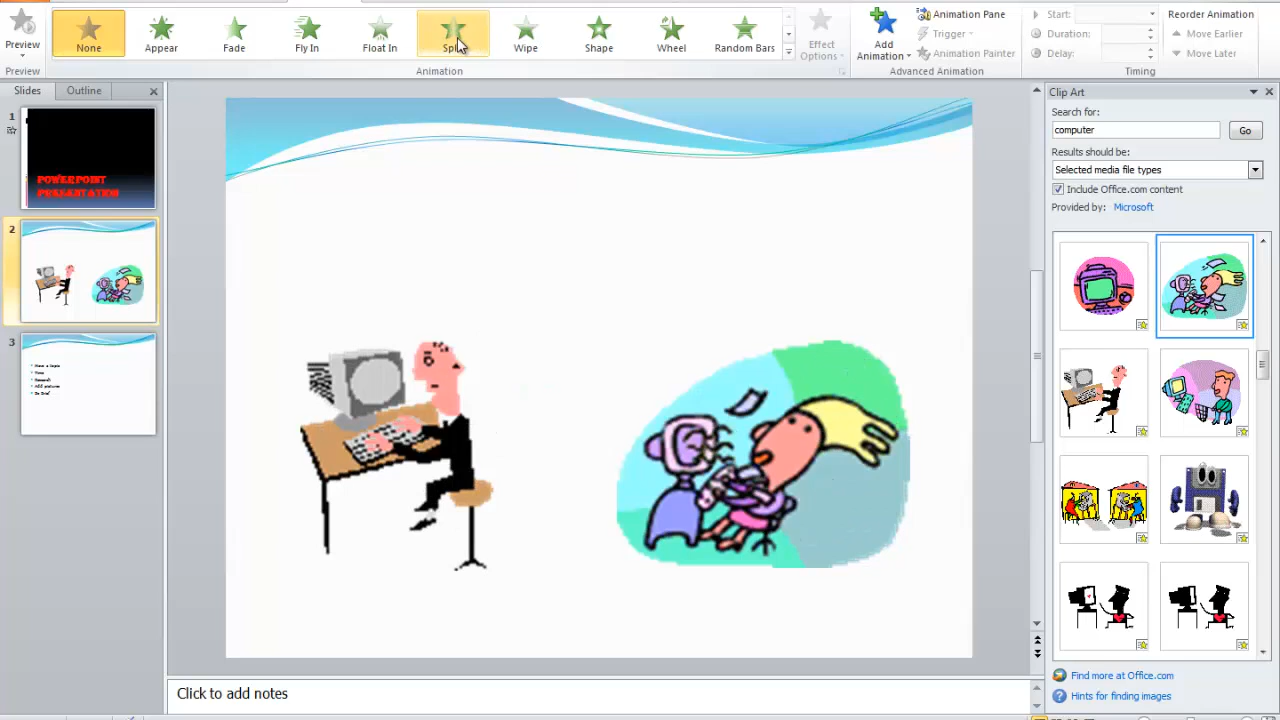 None
Appear
Fade
Fly In
Float In
Split
Wipe
Shape
Wheel
Random Bars
Preview
Effect
Options
Add
Animation
Animation Pane
Trigger
Animation Painter
Start:
Duration:
Delay:
Reorder Animation
Move Earlier
Move Later
Preview
Animation
Advanced Animation
Timing
Slides
Outline
1
POWERPOINT
PRESENTATION
2
3
Click to add notes
Clip Art
Search for:
computer
Go
Results should be:
Selected media file types
Include Office.com content
Provided by: Microsoft
Find more at Office.com
Hints for finding images